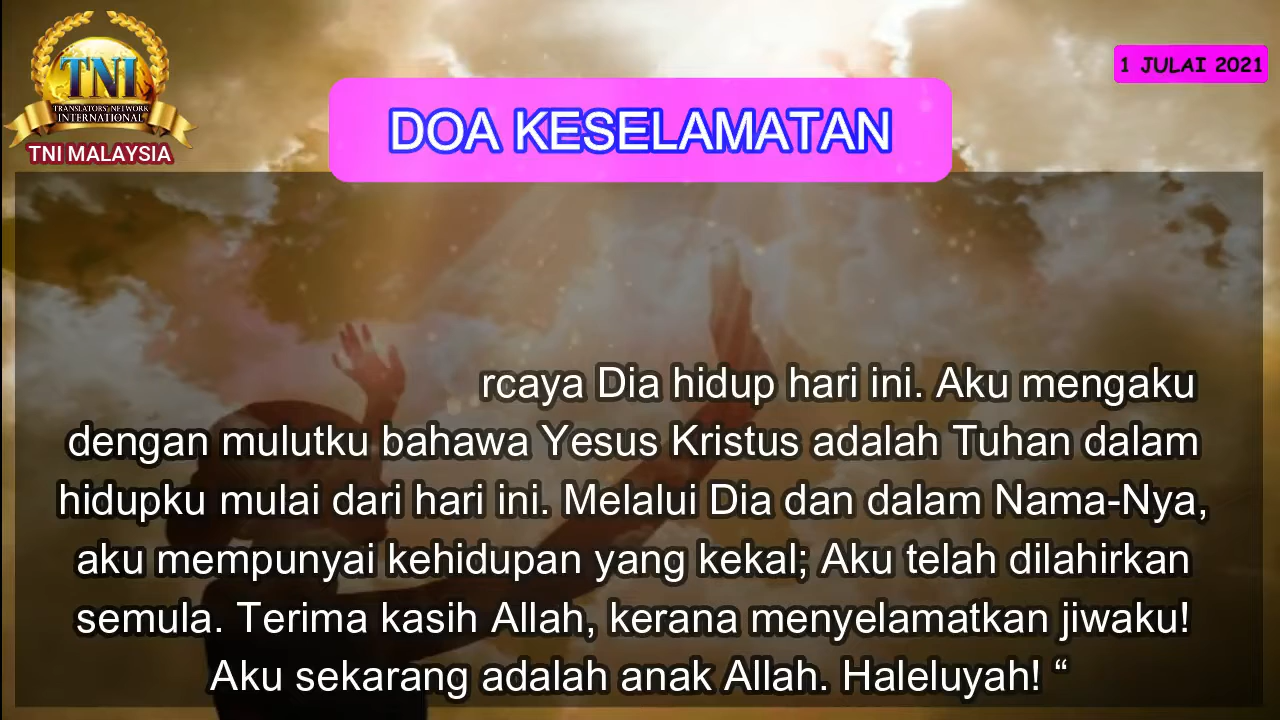 TNI
TRANSLATORS' NETWORK
INTERNATIONAL
TNI MALAYSIA
1 JULAI 2021
DOA KESELAMATAN
rcaya Dia hidup hari ini. Aku mengaku
dengan mulutku bahawa Yesus Kristus adalah Tuhan dalam
hidupku mulai dari hari ini. Melalui Dia dan dalam Nama-Nya,
aku mempunyai kehidupan yang kekal; Aku telah dilahirkan
semula. Terima kasih Allah, kerana menyelamatkan jiwaku!
Aku sekarang adalah anak Allah. Haleluyah! “